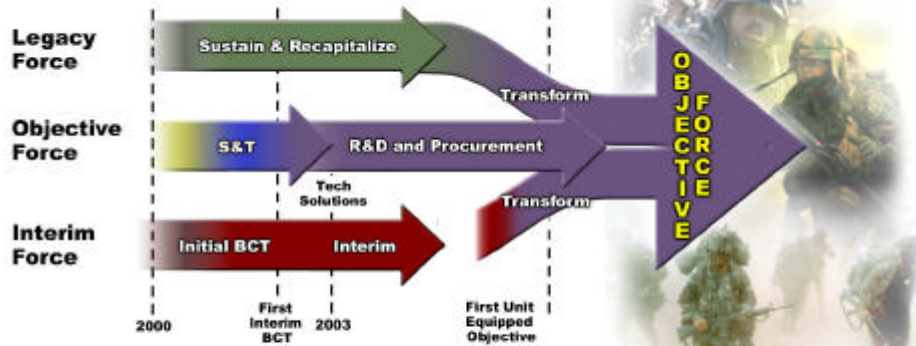 Legacy
Force
Sustain & Recapitalize
Transform
Objective
Force
S&T
R&D and Procurement
Tech
Solutions
Interim
Force
Initial BCT
Interim
Transform
OBJECTIVE
FORCE
2000
First
Interim
BCT
2003
First Unit
Equipped
Objective